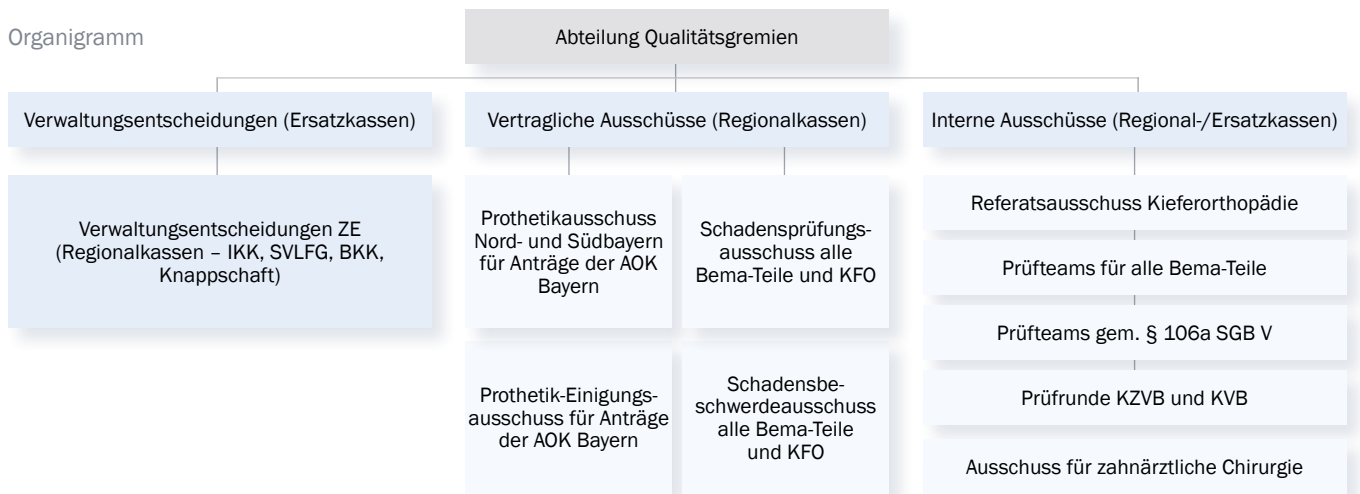 Organigramm
Abteilung Qualitätsgremien
Verwaltungsentscheidungen (Ersatzkassen)
Vertragliche Ausschüsse (Regionalkassen)
Interne Ausschüsse (Regional-/Ersatzkassen)
Verwaltungsentscheidungen ZE
(Regionalkassen – IKK, SVLFG, BKK,
Knappschaft)
Prothetikausschuss
Nord- und Südbayern
für Anträge der AOK
Bayern
Schadensprüfungs-
ausschuss alle
Bema-Teile und KFO
Prothetik-Einigungs-
ausschuss für Anträge
der AOK Bayern
Schadensbe-
schwerdeausschuss
alle Bema-Teile
und KFO
Referatsausschuss Kieferorthopädie
Prüfteams für alle Bema-Teile
Prüfteams gem. § 106a SGB V
Prüfrunde KZVB und KVB
Ausschuss für zahnärztliche Chirurgie